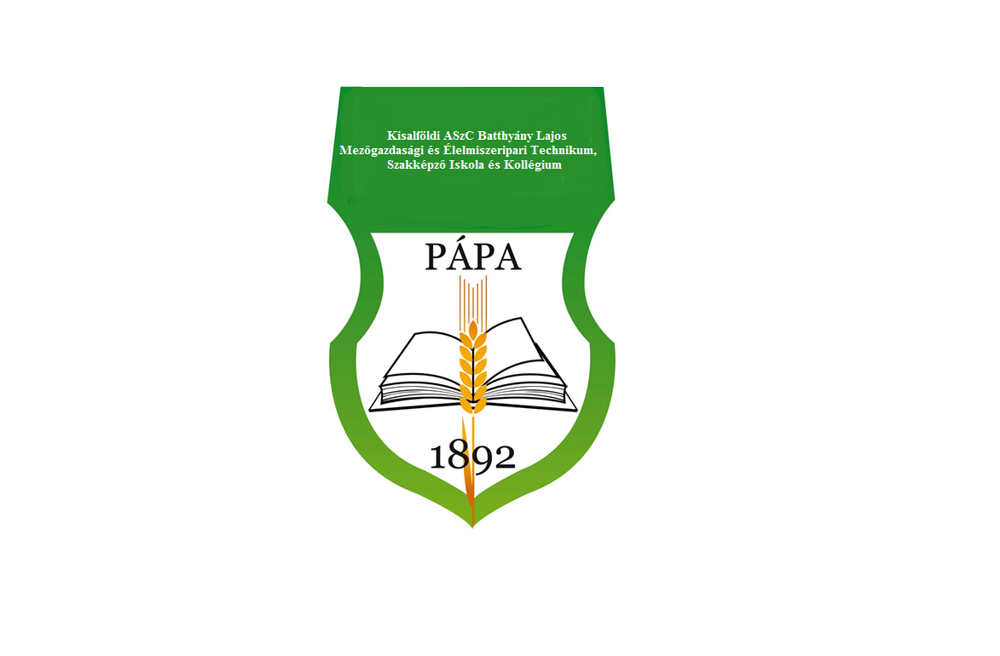 Kisalföldi ASzC Batthyány Lajos
Mezőgazdasági és Élelmiszeripari Technikum,
Szakképző Iskola és Kollégium
PÁPA
1892